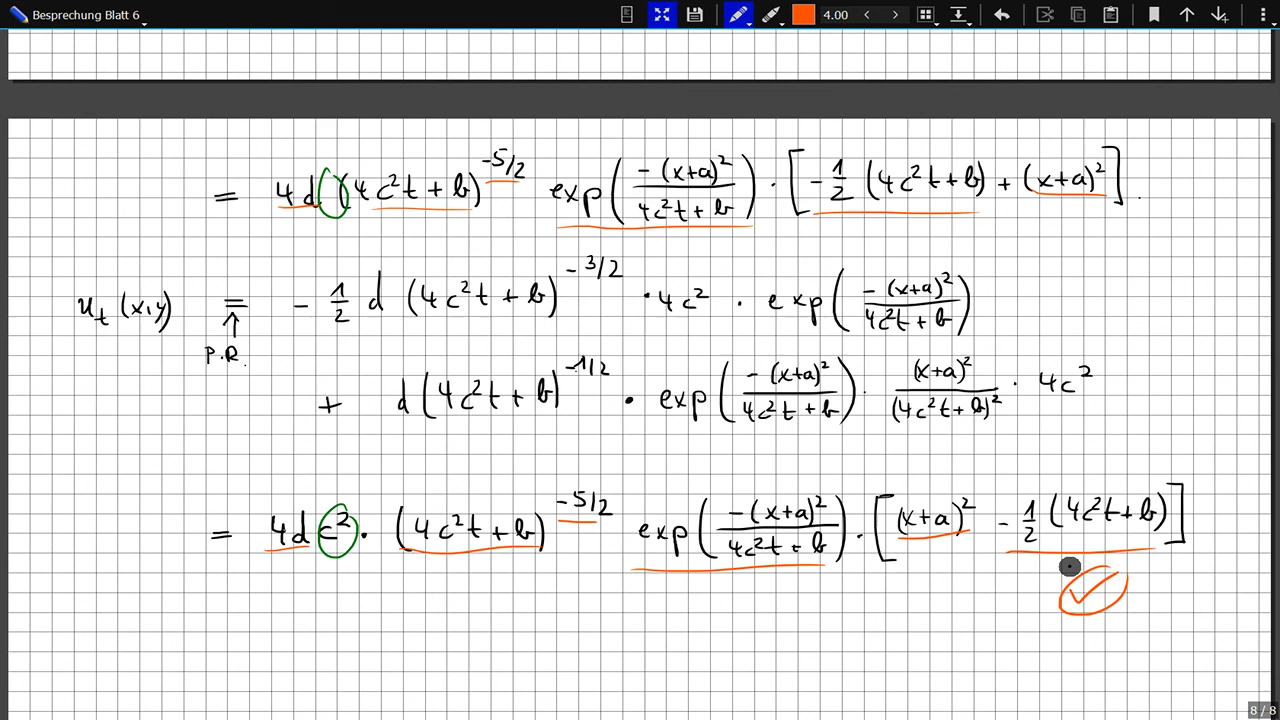 Besprechung Blatt 6
4.00
= 4d (4c²t + b)^{-5/2} exp(-(x+a)²/(4c²t + b)) · [-1/2 (4c²t+b) + (x+a)²].
u_t (x,y) = - 1/2 d (4c²t + b)^{-3/2} · 4c² · exp(-(x+a)²/(4c²t + b))
↑
P.R.
+ d(4c²t + b)^{-1/2} · exp(-(x+a)²/(4c²t + b)) · (x+a)²/(4c²t + b)² · 4c²
= 4d c² · (4c²t + b)^{-5/2} exp(-(x+a)²/(4c²t + b)) · [(x+a)² - 1/2 (4c²t+b)]
✓
8 / 8